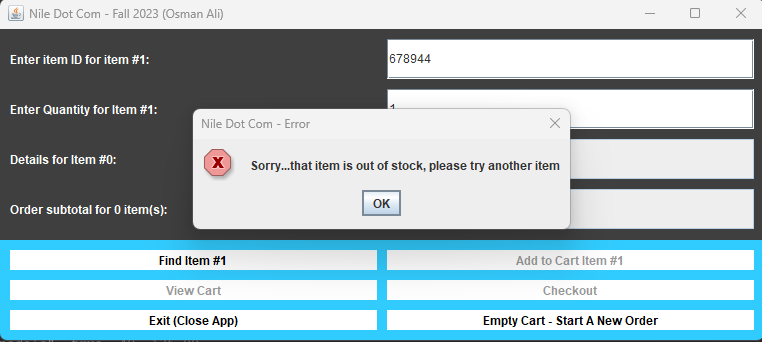 Nile Dot Com - Fall 2023 (Osman Ali)
Enter item ID for item #1:
678944
Enter Quantity for Item #1:
1
Nile Dot Com - Error
Sorry...that item is out of stock, please try another item
OK
Details for Item #0:
Order subtotal for 0 item(s):
Find Item #1
Add to Cart Item #1
View Cart
Checkout
Exit (Close App)
Empty Cart - Start A New Order